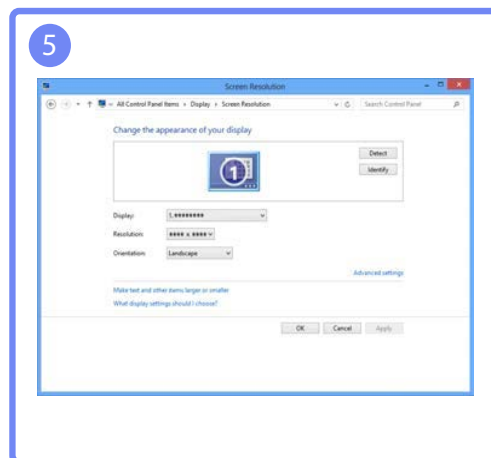 5
Screen Resolution
All Control Panel Items Display Screen Resolution Search Control Panel
Change the appearance of your display
Detect
1
Identify
Display: 1. ********
Resolution: **** x ****
Orientation: Landscape
Advanced settings
Make text and other items larger or smaller
What display settings should I choose?
OK Cancel Apply